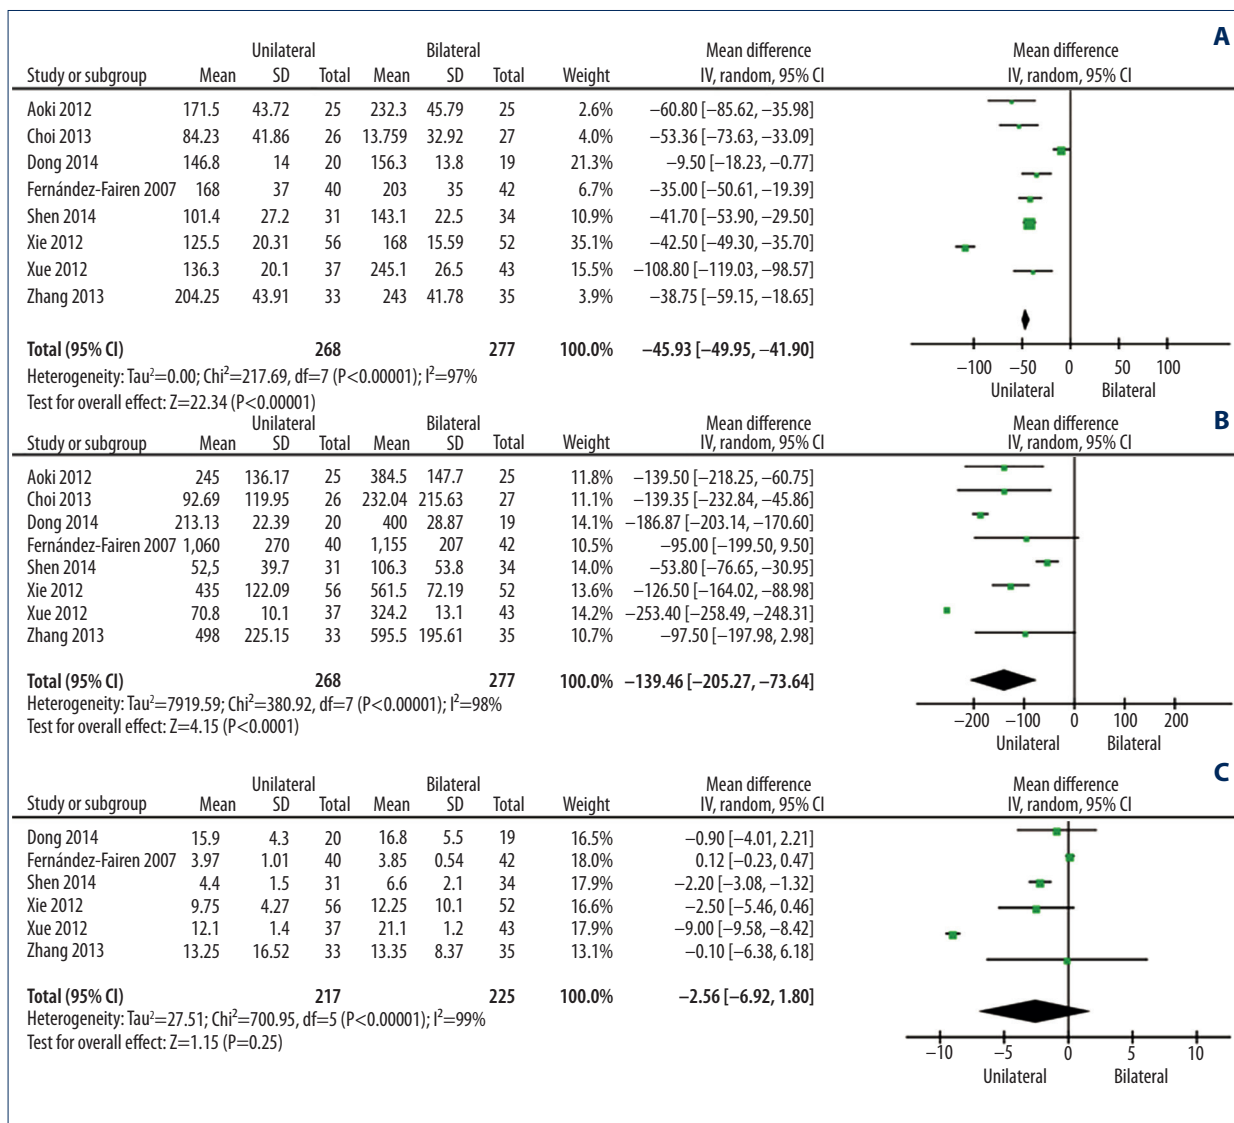 A
Unilateral Bilateral Mean difference Mean difference
Study or subgroup Mean SD Total Mean SD Total Weight IV, random, 95% CI IV, random, 95% CI
Aoki 2012 171.5 43.72 25 232.3 45.79 25 2.6% −60.80 [−85.62, −35.98]
Choi 2013 84.23 41.86 26 13.759 32.92 27 4.0% −53.36 [−73.63, −33.09]
Dong 2014 146.8 14 20 156.3 13.8 19 21.3% −9.50 [−18.23, −0.77]
Fernández-Fairen 2007 168 37 40 203 35 42 6.7% −35.00 [−50.61, −19.39]
Shen 2014 101.4 27.2 31 143.1 22.5 34 10.9% −41.70 [−53.90, −29.50]
Xie 2012 125.5 20.31 56 168 15.59 52 35.1% −42.50 [−49.30, −35.70]
Xue 2012 136.3 20.1 37 245.1 26.5 43 15.5% −108.80 [−119.03, −98.57]
Zhang 2013 204.25 43.91 33 243 41.78 35 3.9% −38.75 [−59.15, −18.65]
Total (95% CI) 268 277 100.0% −45.93 [−49.95, −41.90]
Heterogeneity: Tau²=0.00; Chi²=217.69, df=7 (P<0.00001); I²=97%
Test for overall effect: Z=22.34 (P<0.00001)
−100 −50 0 50 100
Unilateral Bilateral
B
Unilateral Bilateral Mean difference Mean difference
Study or subgroup Mean SD Total Mean SD Total Weight IV, random, 95% CI IV, random, 95% CI
Aoki 2012 245 136.17 25 384.5 147.7 25 11.8% −139.50 [−218.25, −60.75]
Choi 2013 92.69 119.95 26 232.04 215.63 27 11.1% −139.35 [−232.84, −45.86]
Dong 2014 213.13 22.39 20 400 28.87 19 14.1% −186.87 [−203.14, −170.60]
Fernández-Fairen 2007 1,060 270 40 1,155 207 42 10.5% −95.00 [−199.50, 9.50]
Shen 2014 52,5 39.7 31 106.3 53.8 34 14.0% −53.80 [−76.65, −30.95]
Xie 2012 435 122.09 56 561.5 72.19 52 13.6% −126.50 [−164.02, −88.98]
Xue 2012 70.8 10.1 37 324.2 13.1 43 14.2% −253.40 [−258.49, −248.31]
Zhang 2013 498 225.15 33 595.5 195.61 35 10.7% −97.50 [−197.98, 2.98]
Total (95% CI) 268 277 100.0% −139.46 [−205.27, −73.64]
Heterogeneity: Tau²=7919.59; Chi²=380.92, df=7 (P<0.00001); I²=98%
Test for overall effect: Z=4.15 (P<0.0001)
−200 −100 0 100 200
Unilateral Bilateral
C
Unilateral Bilateral Mean difference Mean difference
Study or subgroup Mean SD Total Mean SD Total Weight IV, random, 95% CI IV, random, 95% CI
Dong 2014 15.9 4.3 20 16.8 5.5 19 16.5% −0.90 [−4.01, 2.21]
Fernández-Fairen 2007 3.97 1.01 40 3.85 0.54 42 18.0% 0.12 [−0.23, 0.47]
Shen 2014 4.4 1.5 31 6.6 2.1 34 17.9% −2.20 [−3.08, −1.32]
Xie 2012 9.75 4.27 56 12.25 10.1 52 16.6% −2.50 [−5.46, 0.46]
Xue 2012 12.1 1.4 37 21.1 1.2 43 17.9% −9.00 [−9.58, −8.42]
Zhang 2013 13.25 16.52 33 13.35 8.37 35 13.1% −0.10 [−6.38, 6.18]
Total (95% CI) 217 225 100.0% −2.56 [−6.92, 1.80]
Heterogeneity: Tau²=27.51; Chi²=700.95, df=5 (P<0.00001); I²=99%
Test for overall effect: Z=1.15 (P=0.25)
−10 −5 0 5 10
Unilateral Bilateral